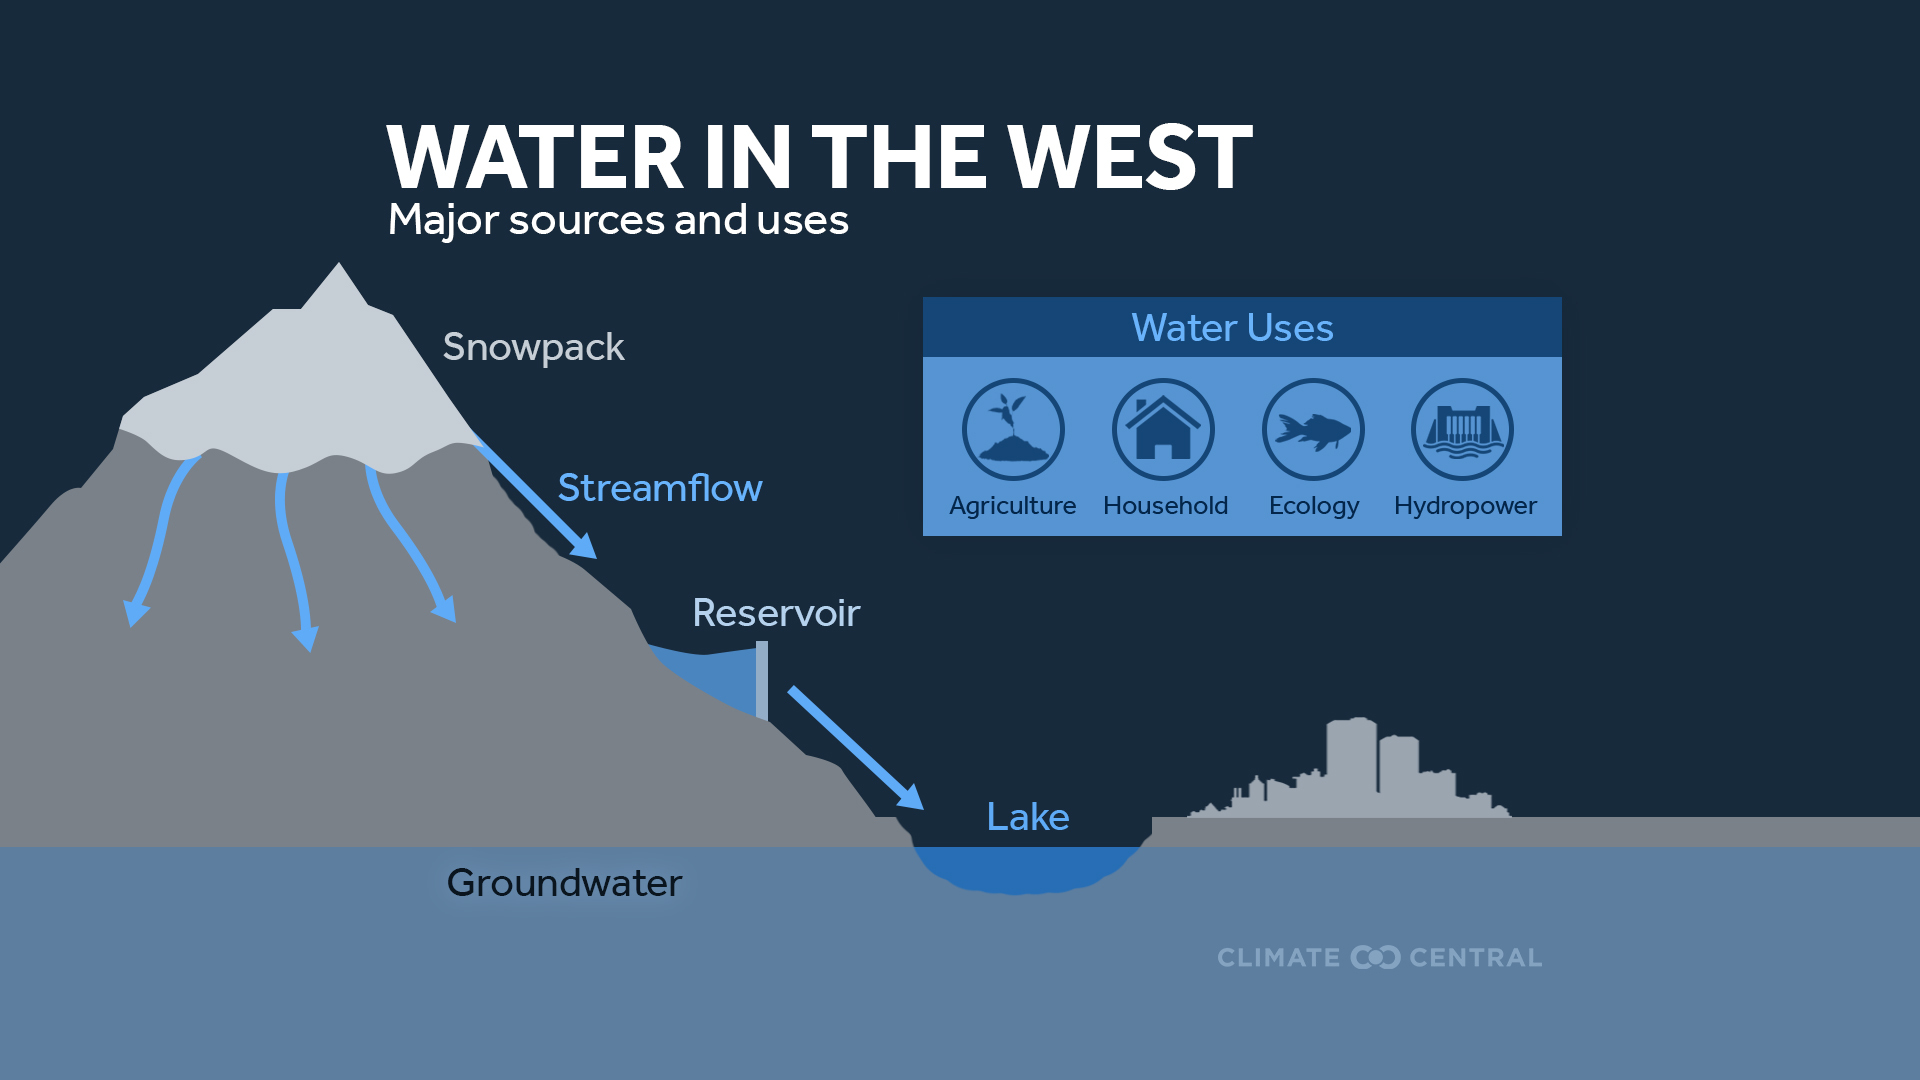 WATER IN THE WEST
Major sources and uses
Snowpack
Water Uses
Agriculture Household Ecology Hydropower
Streamflow
Reservoir
Lake
Groundwater
CLIMATE CENTRAL